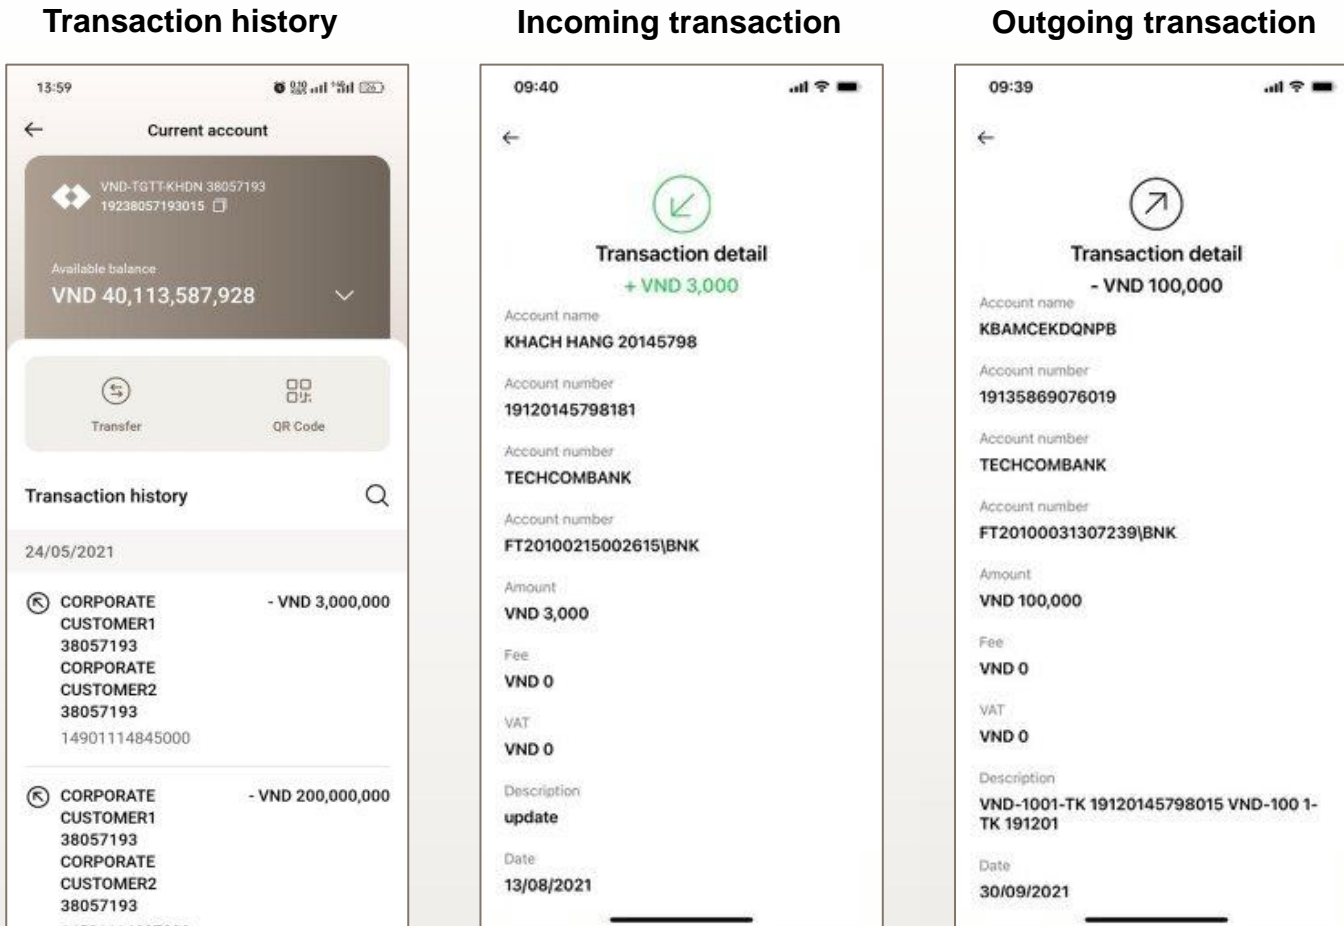 Transaction history
13:59
Current account
VND-TGTT-KHDN 38057193
19238057193015
Available balance
VND 40,113,587,928
Transfer
QR Code
Transaction history
24/05/2021
CORPORATE - VND 3,000,000
CUSTOMER1
38057193
CORPORATE
CUSTOMER2
38057193
14901114845000
CORPORATE - VND 200,000,000
CUSTOMER1
38057193
CORPORATE
CUSTOMER2
38057193
Incoming transaction
09:40
Transaction detail
+ VND 3,000
Account name
KHACH HANG 20145798
Account number
19120145798181
Account number
TECHCOMBANK
Account number
FT20100215002615\BNK
Amount
VND 3,000
Fee
VND 0
VAT
VND 0
Description
update
Date
13/08/2021
Outgoing transaction
09:39
Transaction detail
- VND 100,000
Account name
KBAMCEKDQNPB
Account number
19135869076019
Account number
TECHCOMBANK
Account number
FT20100031307239\BNK
Amount
VND 100,000
Fee
VND 0
VAT
VND 0
Description
VND-1001-TK 19120145798015 VND-100 1-
TK 191201
Date
30/09/2021